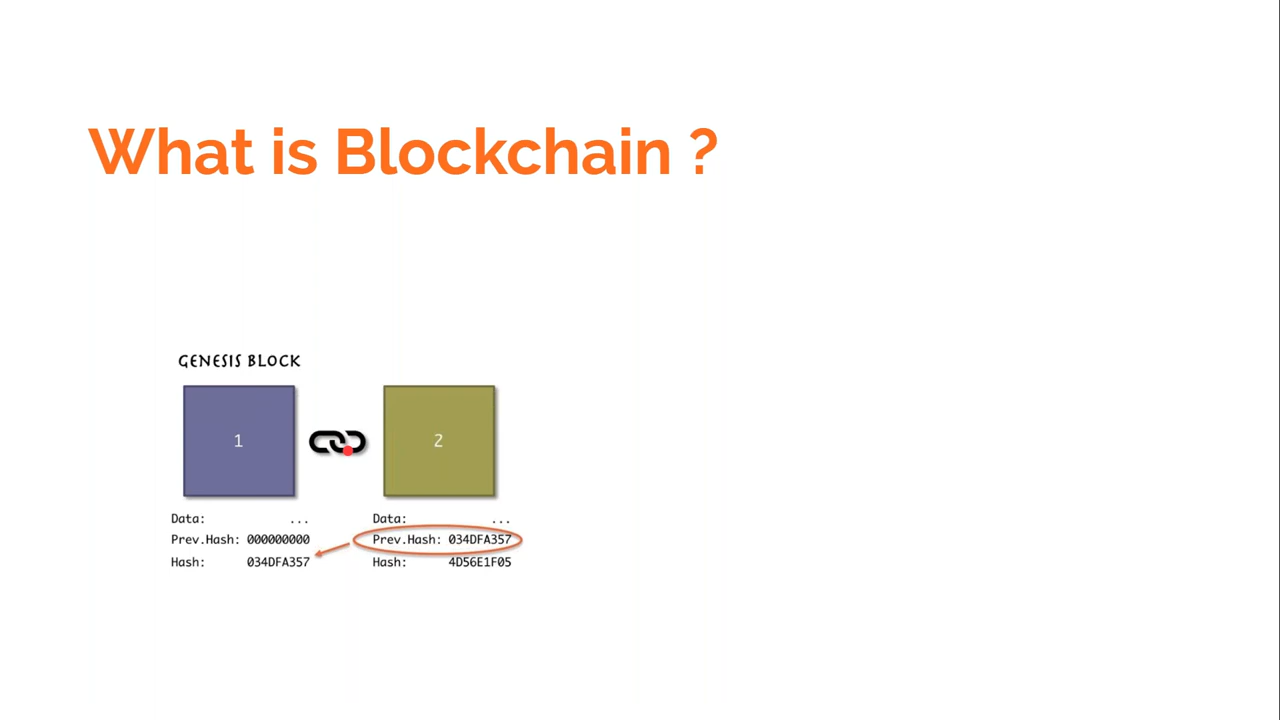 What is Blockchain ?
GENESIS BLOCK
1
2
Data: ...
Prev.Hash: 000000000
Hash: 034DFA357
Data: ...
Prev.Hash: 034DFA357
Hash: 4D56E1F05